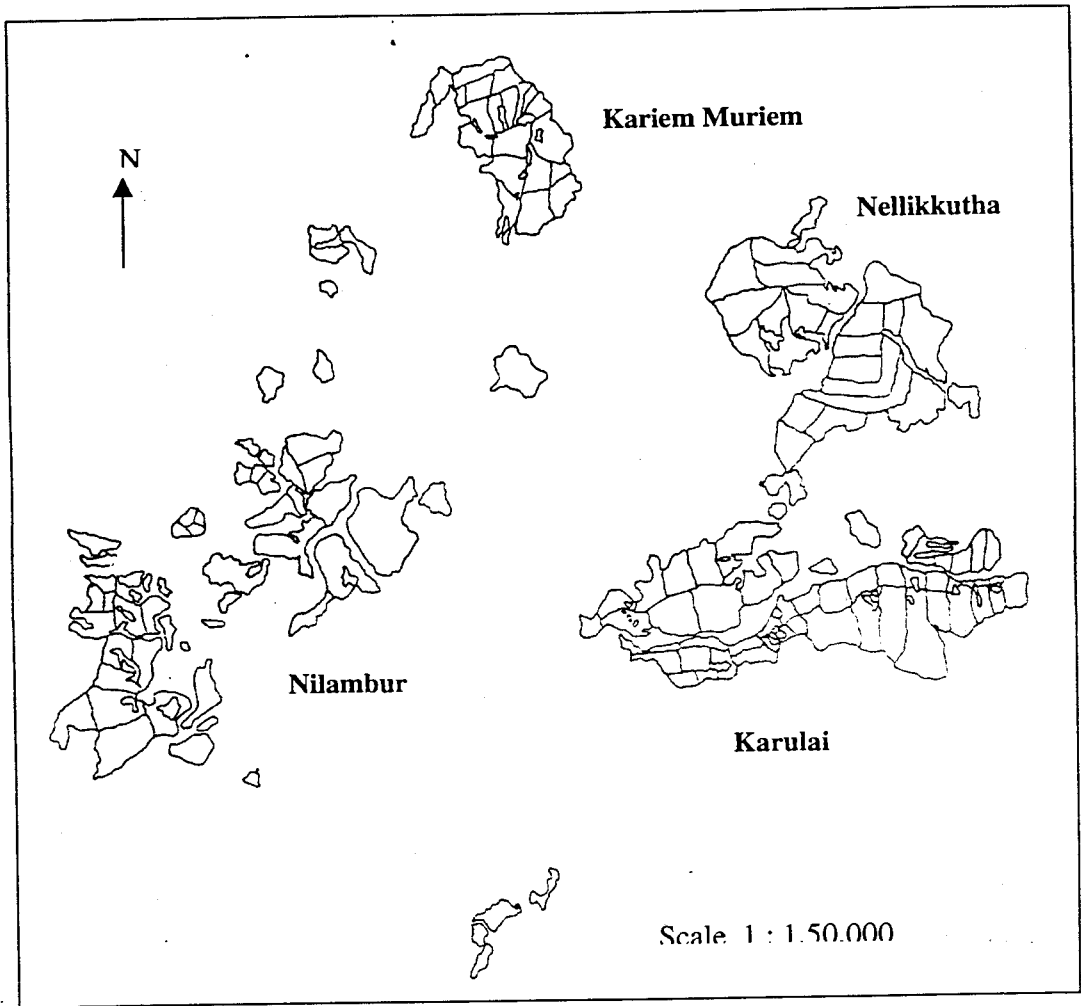 Kariem Muriem
N
Nellikkutha
Nilambur
Karulai
Scale 1 : 1,50,000